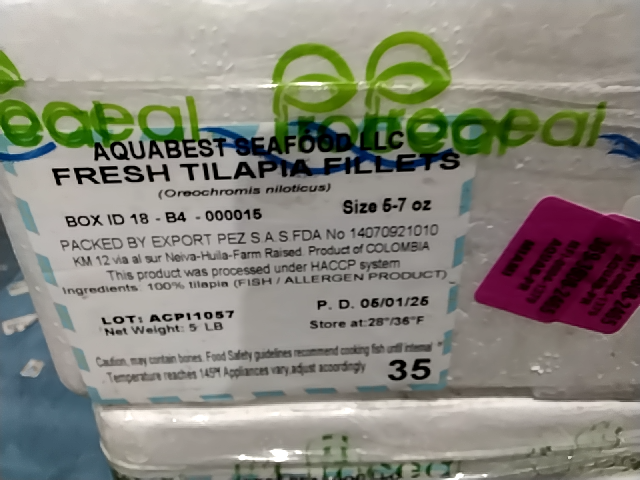 AQUABEST SEAFOOD LLC
FRESH TILAPIA FILLETS
(Oreochromis niloticus)
BOX ID 18 - B4 - 000015
Size 5-7 oz
PACKED BY EXPORT PEZ S.A.S.FDA No 14070921010
KM 12 via al sur Neiva-Huila-Farm Raised. Product of COLOMBIA
This product was processed under HACCP system
Ingredients: 100% tilapia (FISH / ALLERGEN PRODUCT)
LOT: ACPI1057
P. D. 05/01/25
Net Weight: 5 LB
Store at:28°/36°F
Caution, may contain bones. Food Safety guidelines recommend cooking fish until internal
Temperature reaches 145°f Appliances vary,adjust acoordingly
35